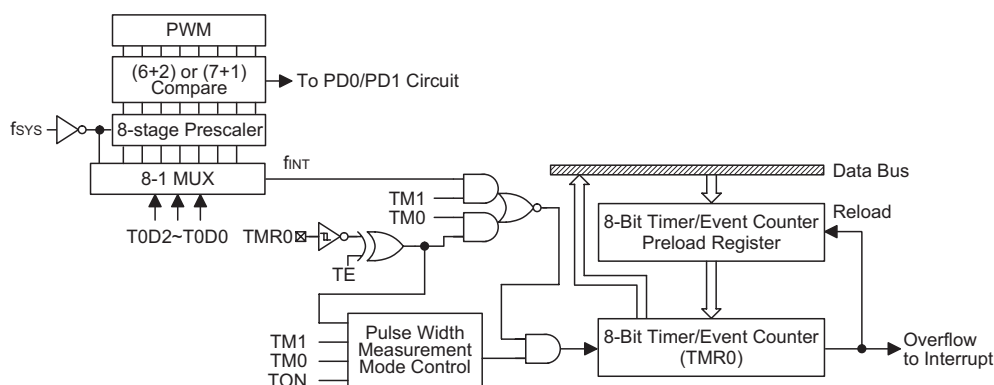 PWM
(6+2) or (7+1)
Compare
To PD0/PD1 Circuit
fSYS
8-stage Prescaler
8-1 MUX
fINT
T0D2~T0D0
TM1
TM0
TMR0
TE
Data Bus
8-Bit Timer/Event Counter
Preload Register
Reload
TM1
TM0
TON
Pulse Width
Measurement
Mode Control
8-Bit Timer/Event Counter
(TMR0)
Overflow
to Interrupt